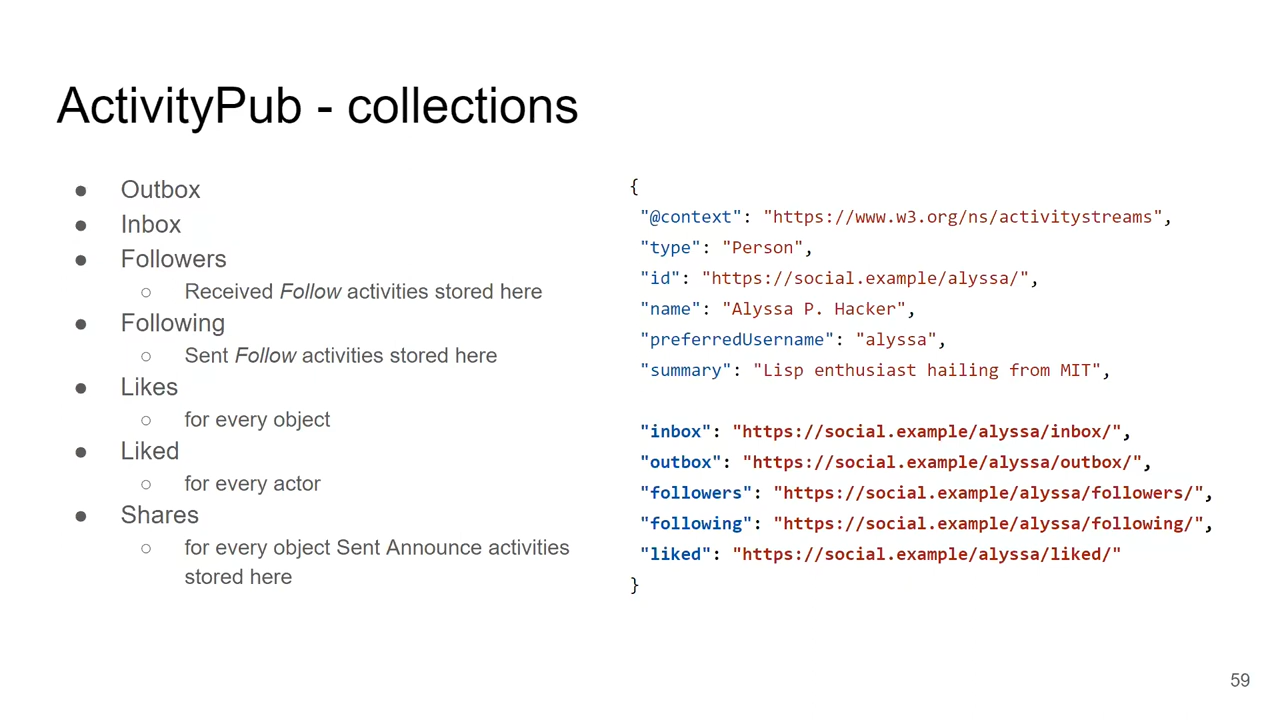 ActivityPub - collections
● Outbox
● Inbox
● Followers
○ Received Follow activities stored here
● Following
○ Sent Follow activities stored here
● Likes
○ for every object
● Liked
○ for every actor
● Shares
○ for every object Sent Announce activities
stored here
{
"@context": "https://www.w3.org/ns/activitystreams",
"type": "Person",
"id": "https://social.example/alyssa/",
"name": "Alyssa P. Hacker",
"preferredUsername": "alyssa",
"summary": "Lisp enthusiast hailing from MIT",
"inbox": "https://social.example/alyssa/inbox/",
"outbox": "https://social.example/alyssa/outbox/",
"followers": "https://social.example/alyssa/followers/",
"following": "https://social.example/alyssa/following/",
"liked": "https://social.example/alyssa/liked/"
}
59